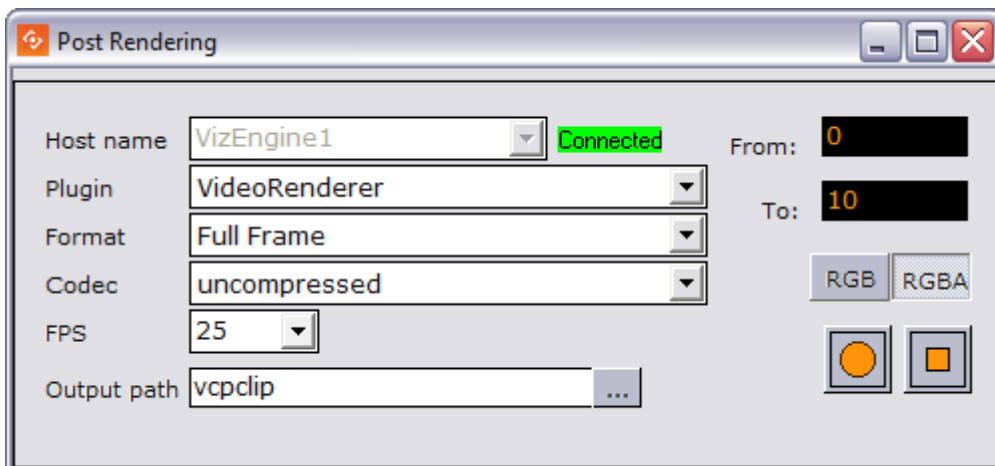 Post Rendering
Host name VizEngine1 Connected From: 0
Plugin VideoRenderer
To: 10
Format Full Frame
Codec uncompressed RGB RGBA
FPS 25
Output path vcpclip ...